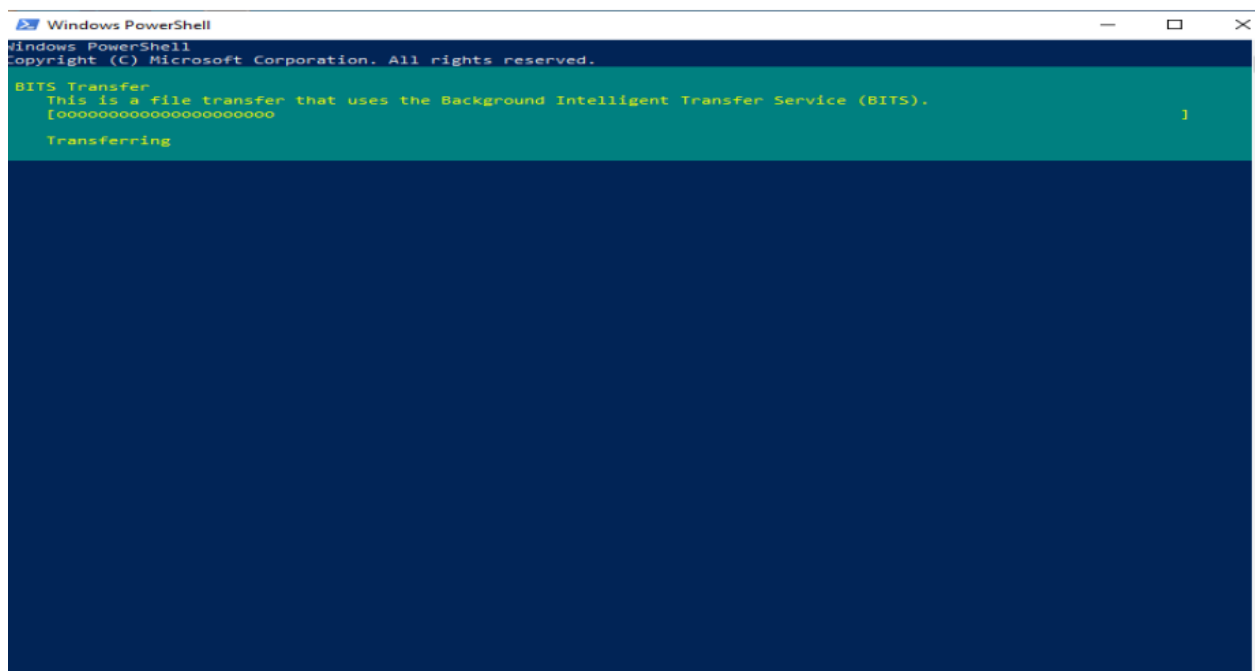 Windows PowerShell
Windows PowerShell
Copyright (C) Microsoft Corporation. All rights reserved.
BITS Transfer
This is a file transfer that uses the Background Intelligent Transfer Service (BITS).
[ooooooooooooooooooooo ]
Transferring